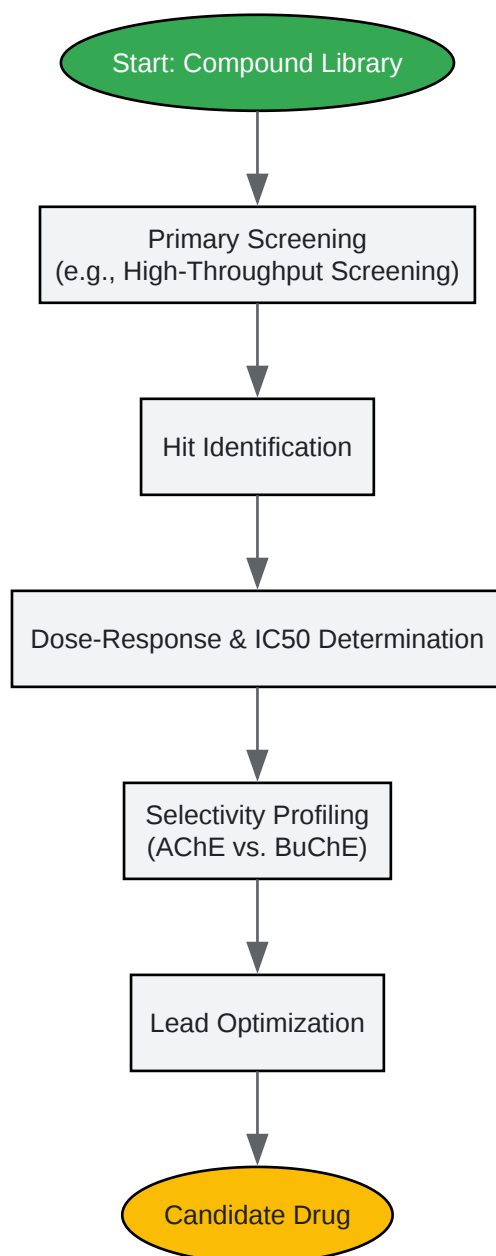 Start: Compound Library
Primary Screening
(e.g., High-Throughput Screening)
Hit Identification
Dose-Response & IC50 Determination
Selectivity Profiling
(AChE vs. BuChE)
Lead Optimization
Candidate Drug